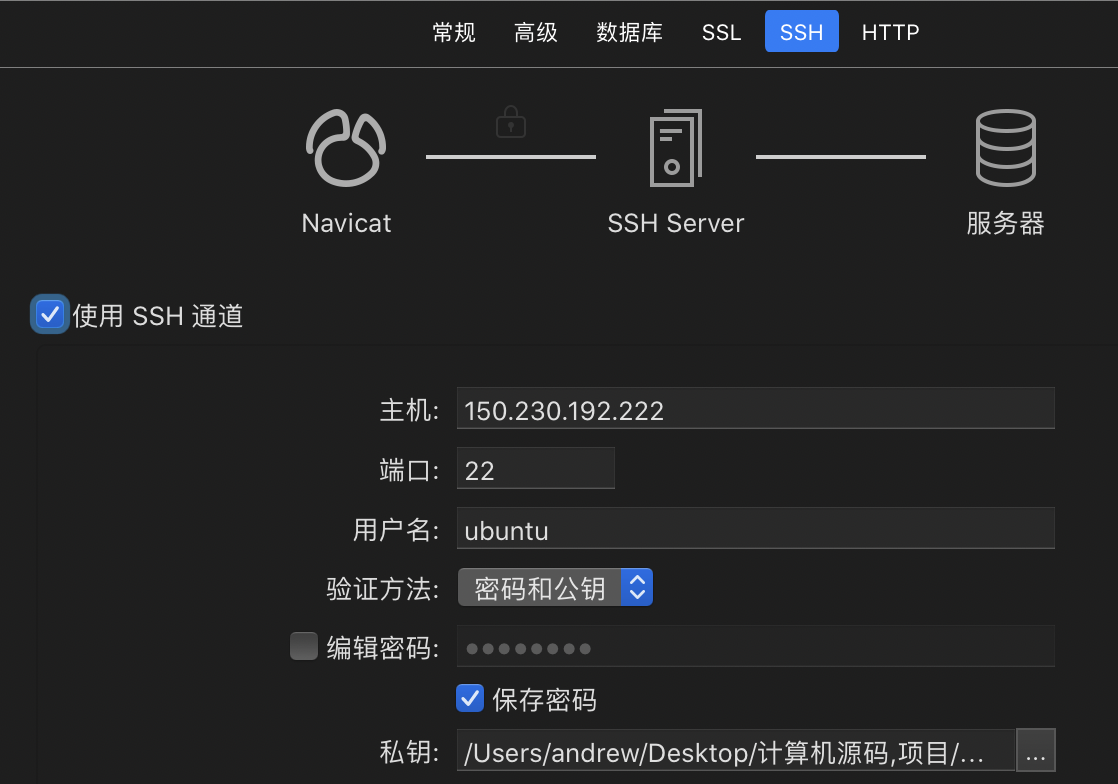 常规 高级 数据库 SSL SSH HTTP
Navicat SSH Server 服务器
使用 SSH 通道
主机: 150.230.192.222
端口: 22
用户名: ubuntu
验证方法: 密码和公钥
编辑密码: ●●●●●●●●
保存密码
私钥: /Users/andrew/Desktop/计算机源码,项目/... ...